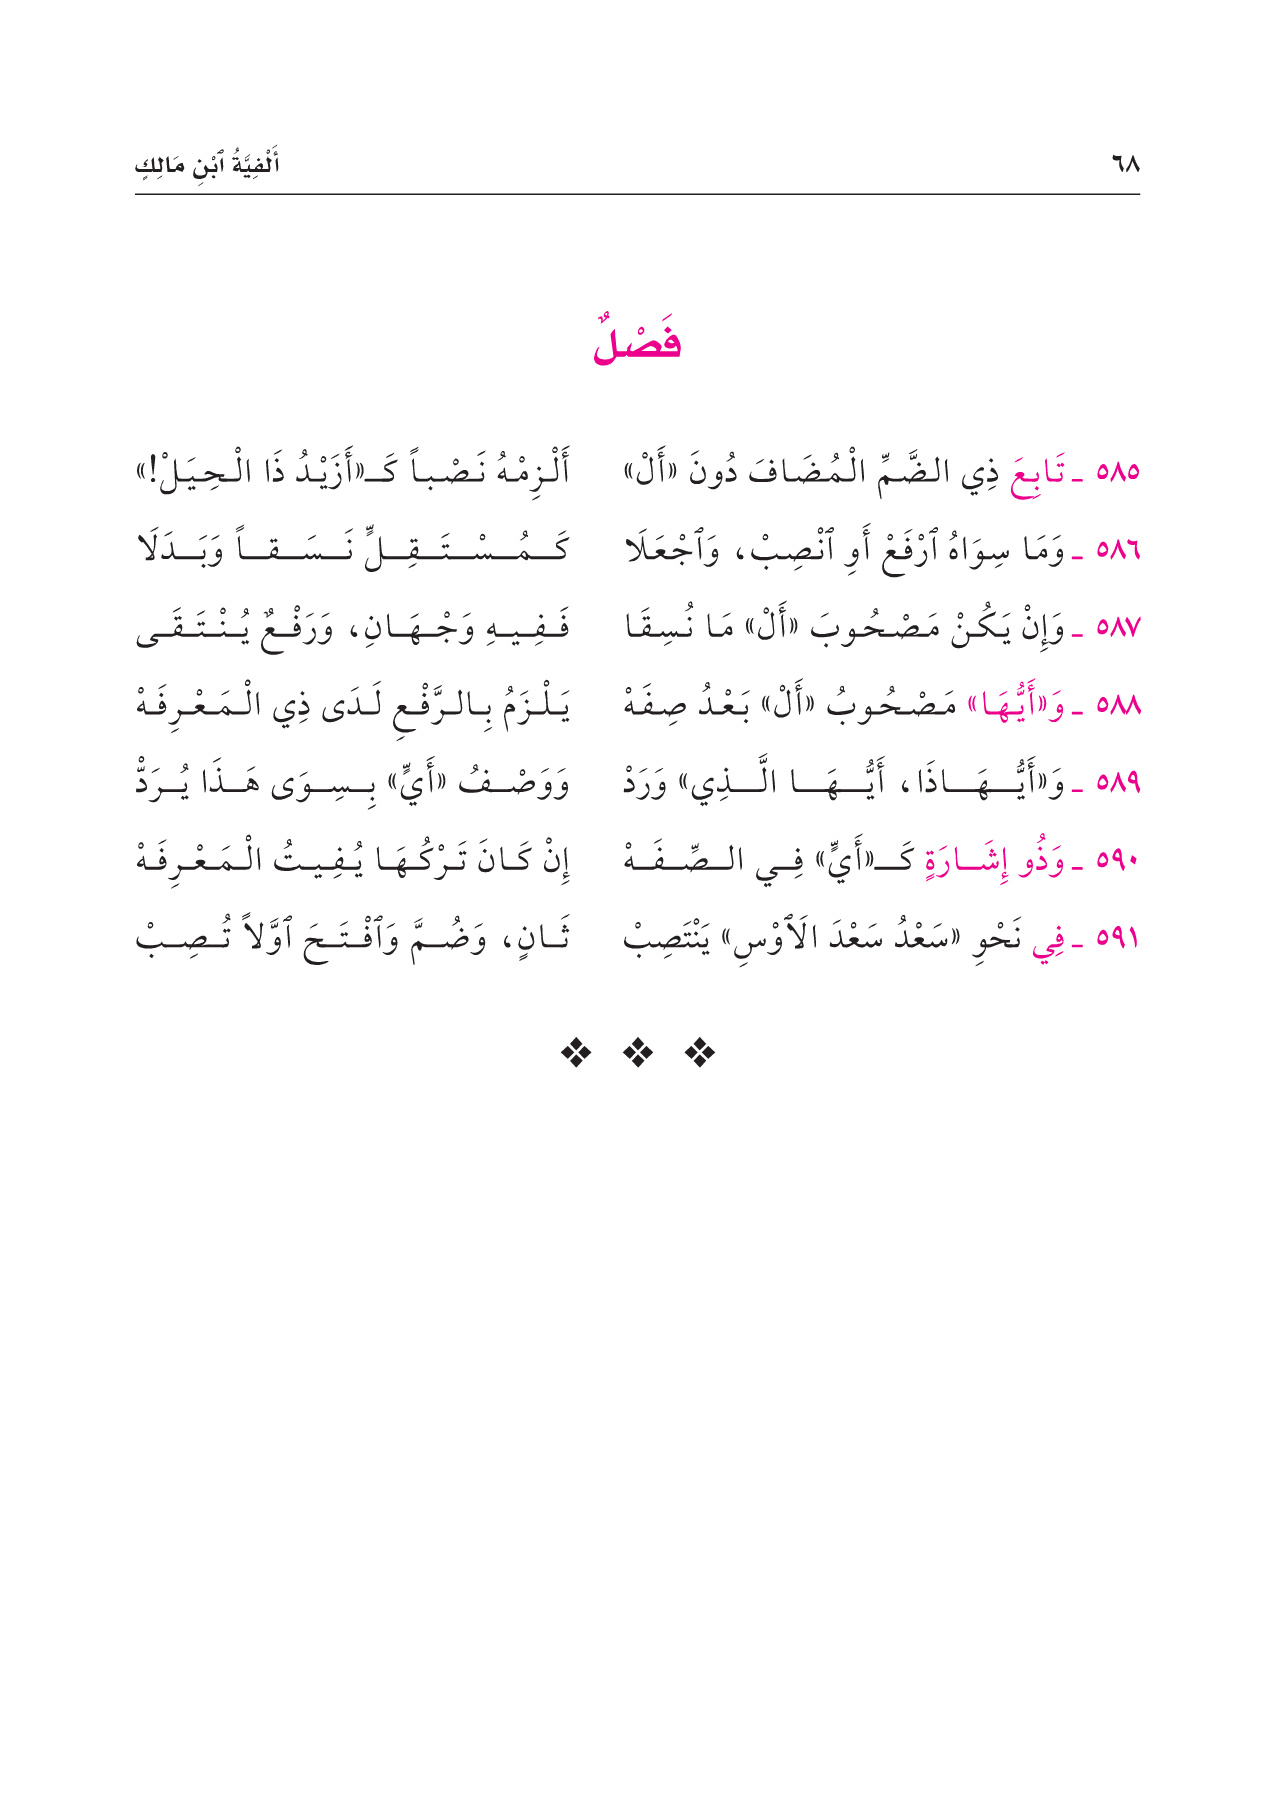 ٦٨ أَلْفِيَّةُ ٱبْنِ مَالِكٍ
فَصْلٌ
٥٨٥ ـ تَابِعَ ذِي الضَّمِّ الْمُضَافَ دُونَ «أَلْ» أَلْزِمْهُ نَصْباً كَـ«أَزَيْدُ ذَا الْحِيَلْ!»
٥٨٦ ـ وَمَا سِوَاهُ ٱرْفَعْ أَوِ ٱنْصِبْ، وَٱجْعَلَا كَمُسْتَقِلٍّ نَسَقاً وَبَدَلَا
٥٨٧ ـ وَإِنْ يَكُنْ مَصْحُوبَ «أَلْ» مَا نُسِقَا فَفِيهِ وَجْهَانِ، وَرَفْعٌ يُنْتَقَى
٥٨٨ ـ وَ«أَيُّهَا» مَصْحُوبُ «أَلْ» بَعْدُ صِفَهْ يَلْزَمُ بِالرَّفْعِ لَدَى ذِي الْمَعْرِفَهْ
٥٨٩ ـ وَ«أَيُّهَاذَا، أَيُّهَا الَّذِي» وَرَدْ وَوَصْفُ «أَيٍّ» بِسِوَى هَذَا يُرَدّْ
٥٩٠ ـ وَذُو إِشَارَةٍ كَـ«أَيٍّ» فِي الصِّفَهْ إِنْ كَانَ تَرْكُهَا يُفِيتُ الْمَعْرِفَهْ
٥٩١ ـ فِي نَحْوِ «سَعْدُ سَعْدَ الَاوْسِ» يَنْتَصِبْ ثَانٍ، وَضُمَّ وَٱفْتَحَ ٱوَّلاً تُصِبْ